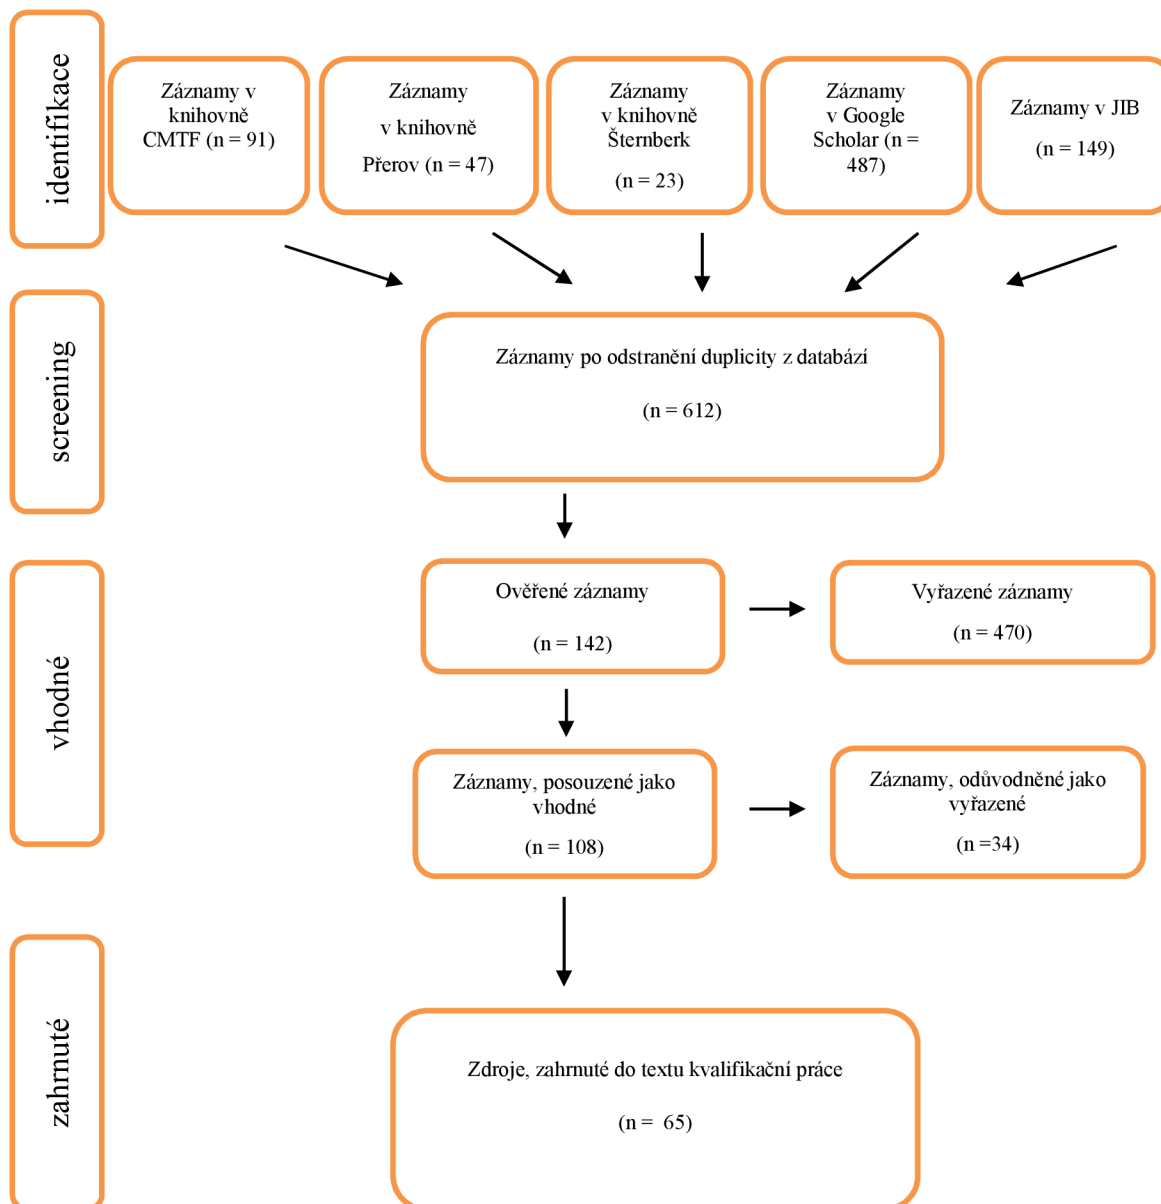 identifikace
Záznamy v
knihovně
CMTF (n = 91)
Záznamy
v knihovně
Přerov (n = 47)
Záznamy
v knihovně
Šternberk
(n = 23)
Záznamy
v Google
Scholar (n =
487)
Záznamy v JIB
(n = 149)
screening
Záznamy po odstranění duplicity z databází
(n = 612)
vhodné
Ověřené záznamy
(n = 142)
Vyřazené záznamy
(n = 470)
Záznamy, posouzené jako
vhodné
(n = 108)
Záznamy, odůvodněné jako
vyřazené
(n =34)
zahrnuté
Zdroje, zahrnuté do textu kvalifikační práce
(n =  65)